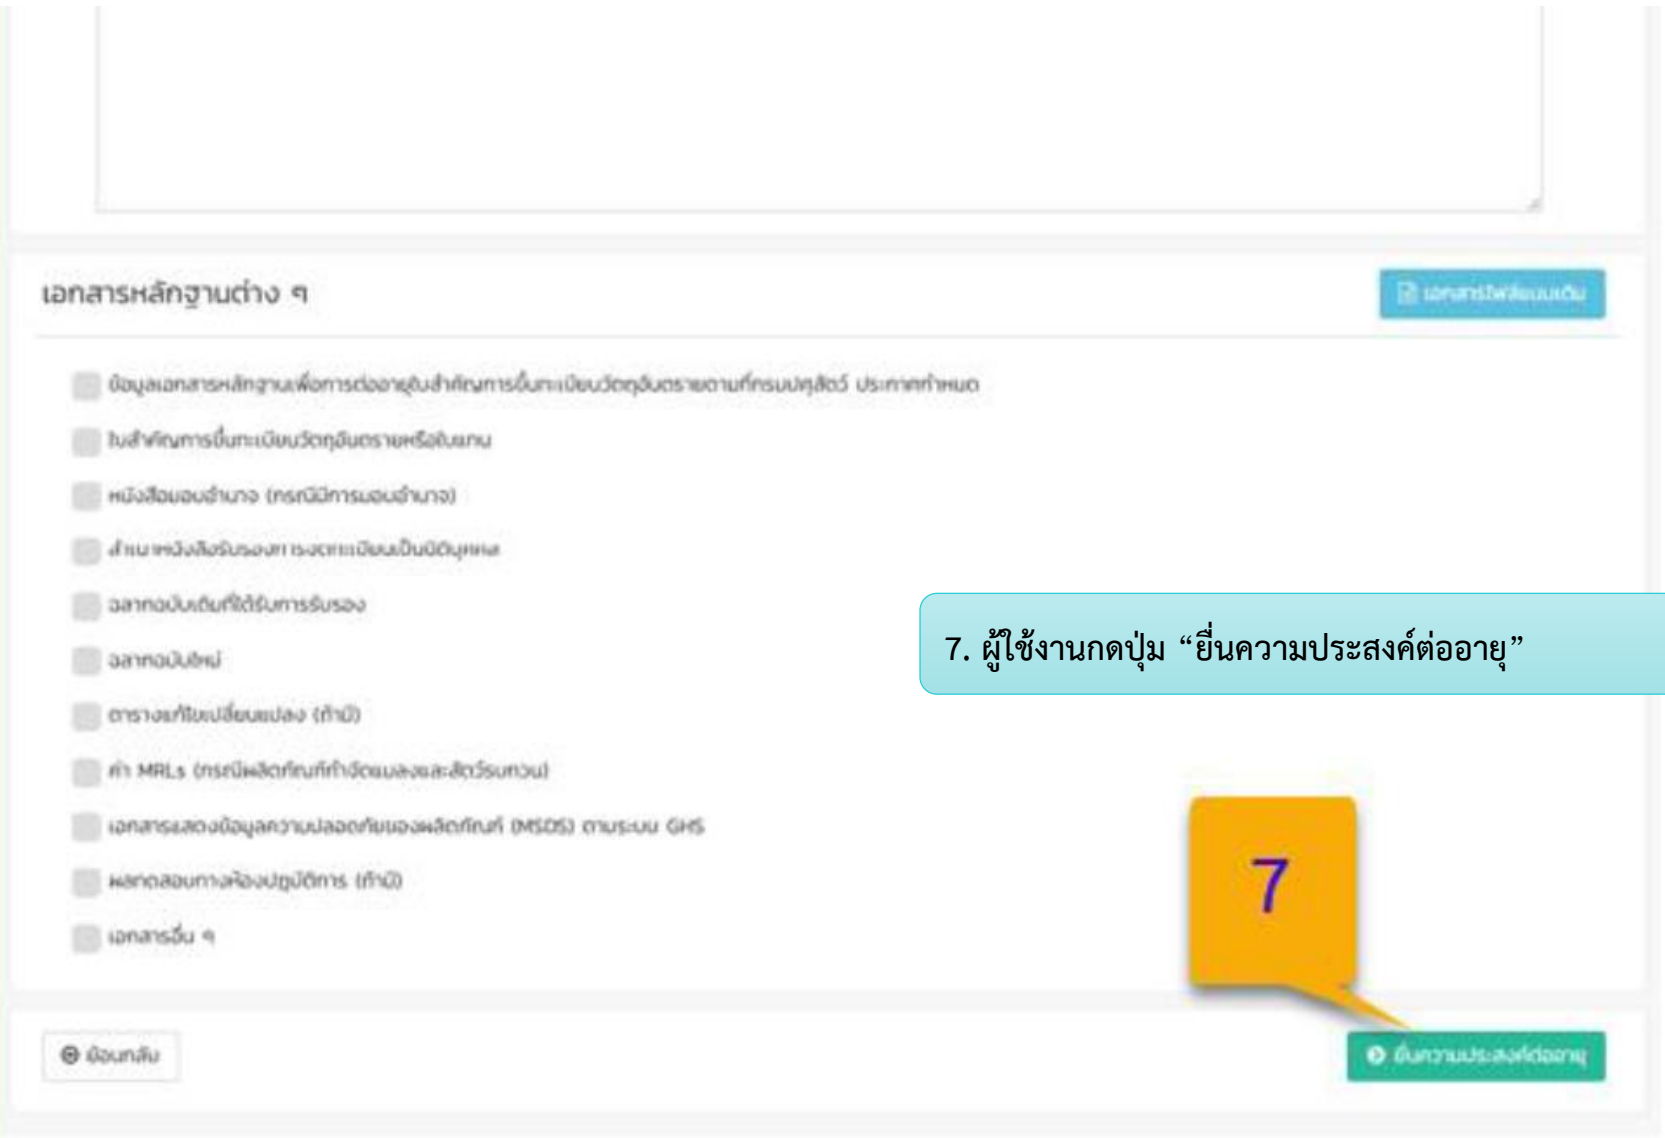 เอกสารหลักฐานต่าง ๆ
เอกสารไฟล์แนบเดิม
ข้อมูลเอกสารหลักฐานเพื่อการต่ออายุใบสำคัญการขึ้นทะเบียนวัตถุอันตรายตามที่กรมปศุสัตว์ ประกาศกำหนด
ใบสำคัญการขึ้นทะเบียนวัตถุอันตรายหรือใบแทน
หนังสือมอบอำนาจ (กรณีมีการมอบอำนาจ)
สำเนาหนังสือรับรองการจดทะเบียนเป็นนิติบุคคล
ฉลากฉบับเดิมที่ได้รับการรับรอง
ฉลากฉบับใหม่
ตารางแก้ไขเปลี่ยนแปลง (ถ้ามี)
ค่า MRLs (กรณีผลิตภัณฑ์กำจัดแมลงและสัตว์รบกวน)
เอกสารแสดงข้อมูลความปลอดภัยของผลิตภัณฑ์ (MSDS) ตามระบบ GHS
ผลทดสอบทางห้องปฏิบัติการ (ถ้ามี)
เอกสารอื่น ๆ
7. ผู้ใช้งานกดปุ่ม “ยื่นความประสงค์ต่ออายุ”
7
ย้อนกลับ
ยื่นความประสงค์ต่ออายุ